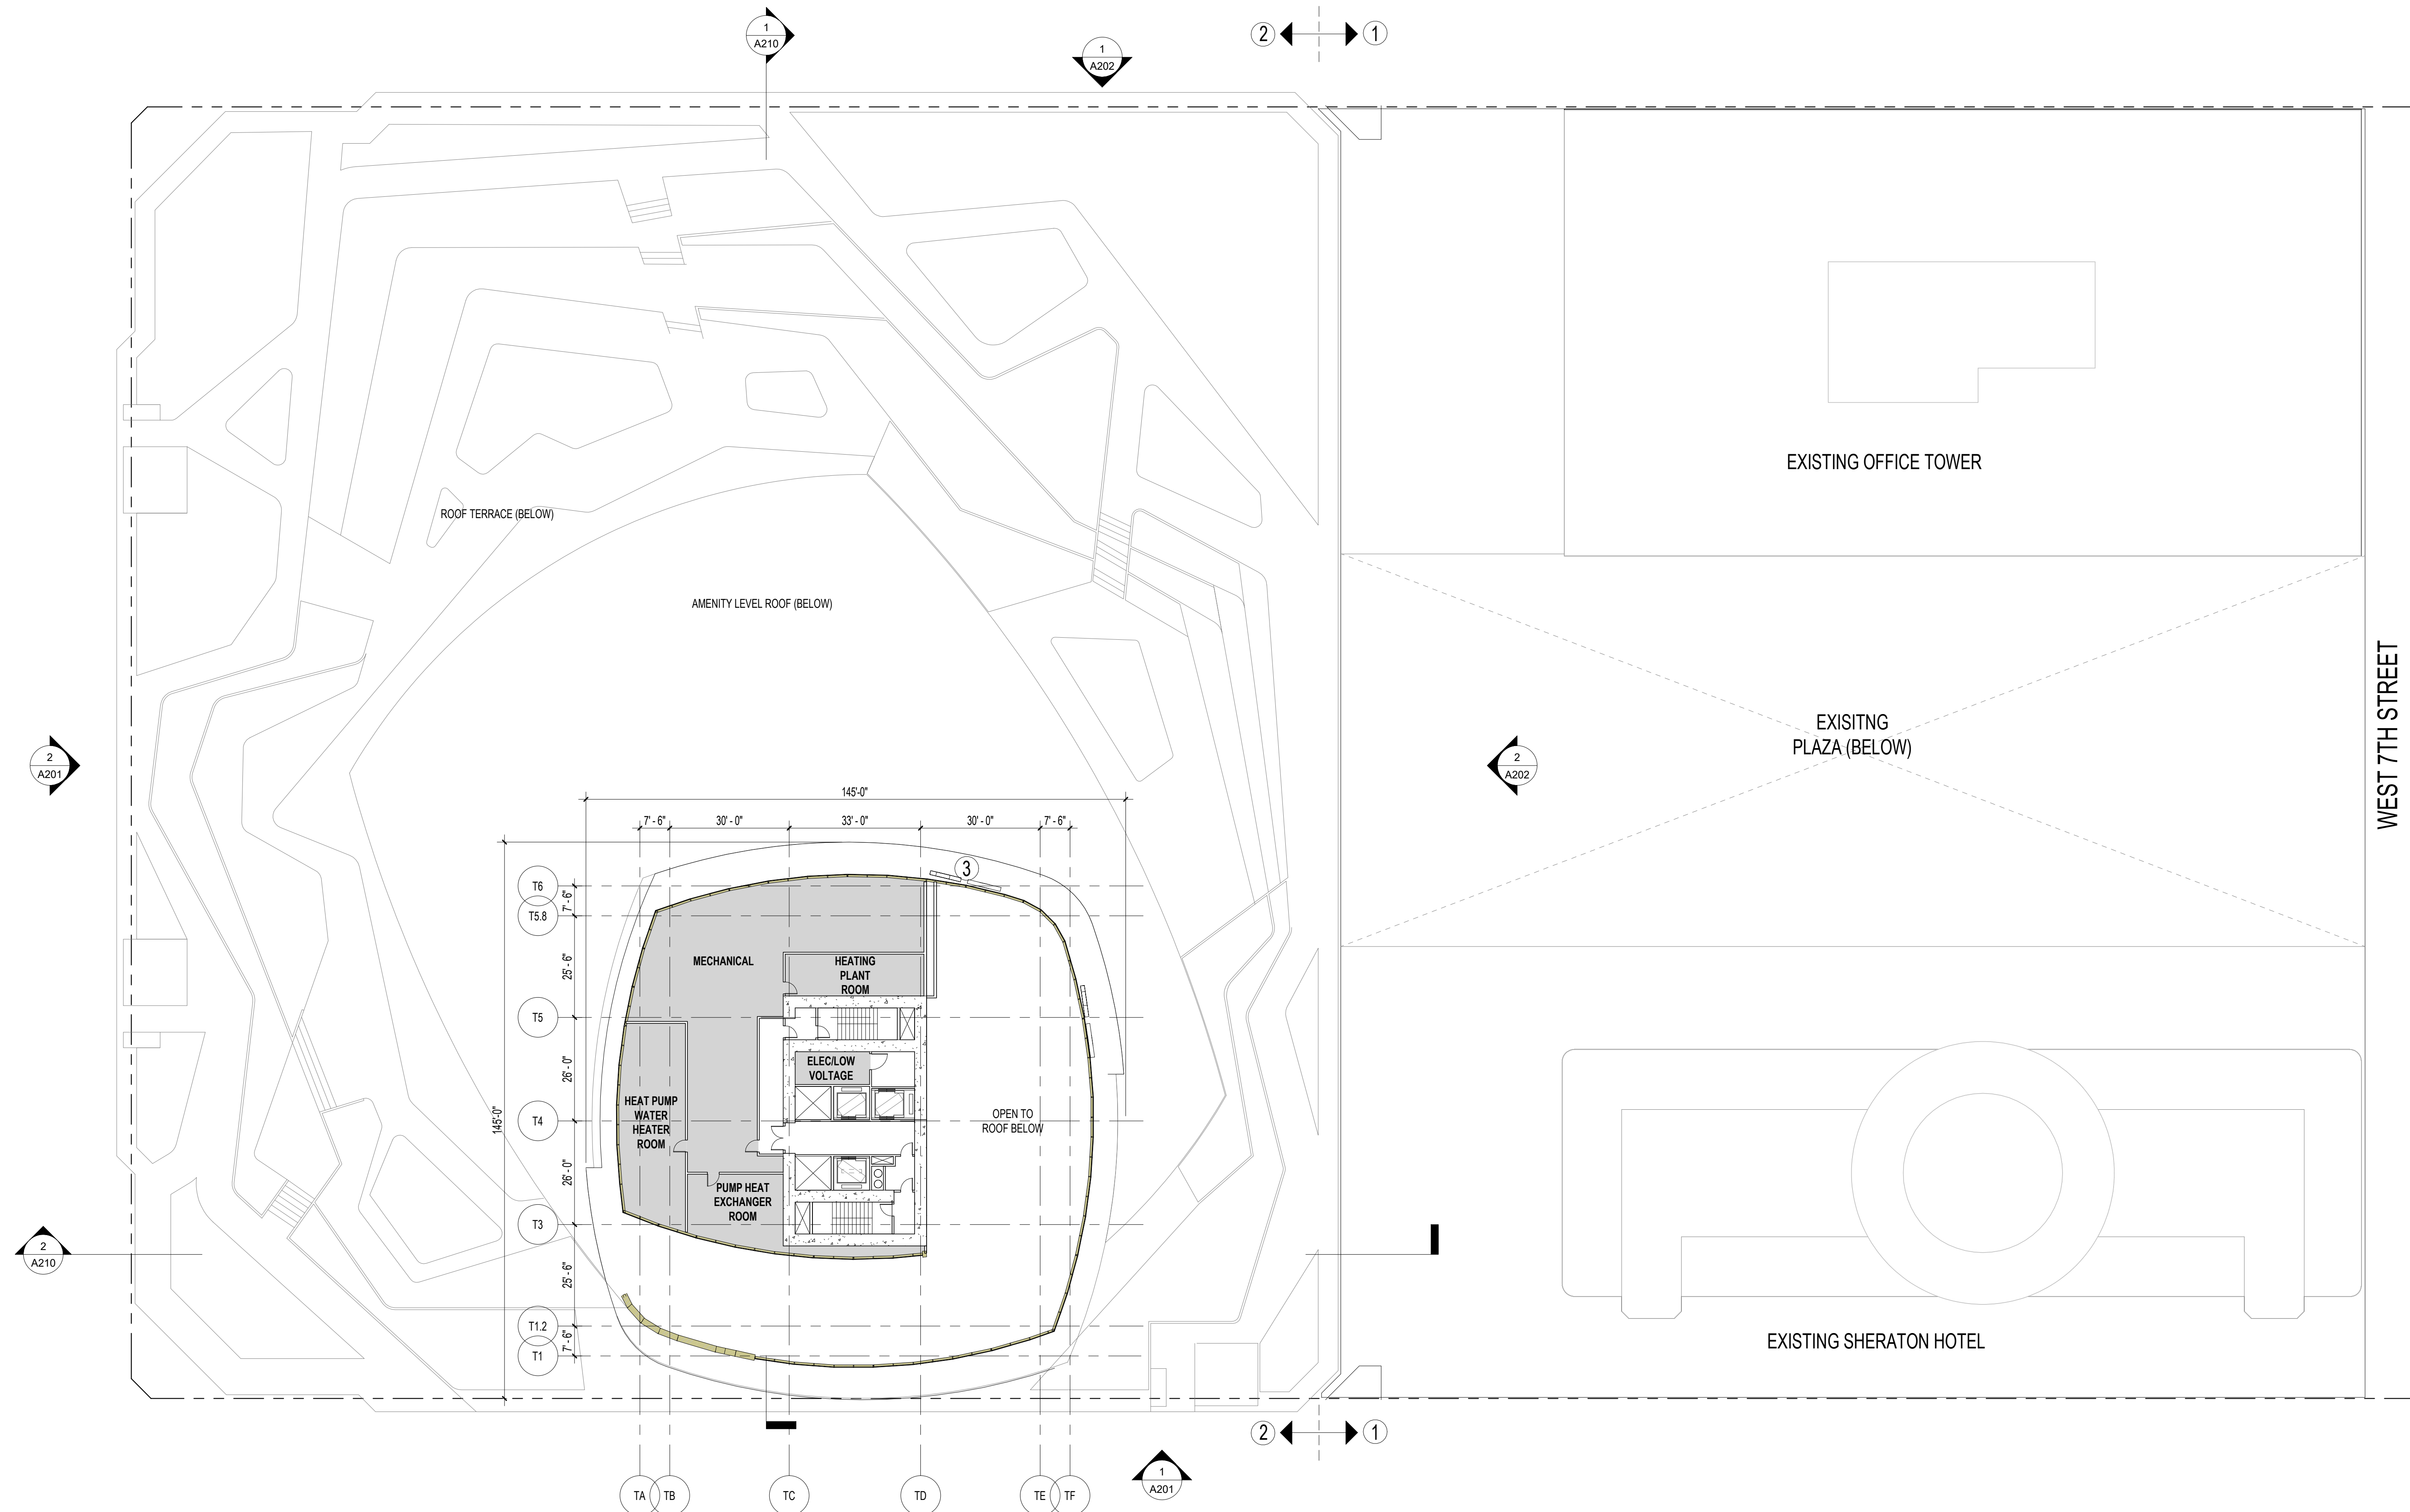 1
A210
1
A202
2
1
EXISTING OFFICE TOWER
ROOF TERRACE (BELOW)
AMENITY LEVEL ROOF (BELOW)
WEST 7TH STREET
EXISITNG
PLAZA (BELOW)
2
A201
2
A202
145'-0"
7' - 6"
30' - 0"
33' - 0"
30' - 0"
7' - 6"
3
T6
7' - 6"
T5.8
MECHANICAL
HEATING
PLANT
ROOM
25' - 6"
T5
26' - 0"
ELEC/LOW
VOLTAGE
HEAT PUMP
WATER
HEATER
ROOM
145'-0"
T4
OPEN TO
ROOF BELOW
26' - 0"
PUMP HEAT
EXCHANGER
ROOM
T3
2
A210
25' - 6"
T1.2
7' - 6"
T1
EXISTING SHERATON HOTEL
2
1
1
A201
TA
TB
TC
TD
TE
TF